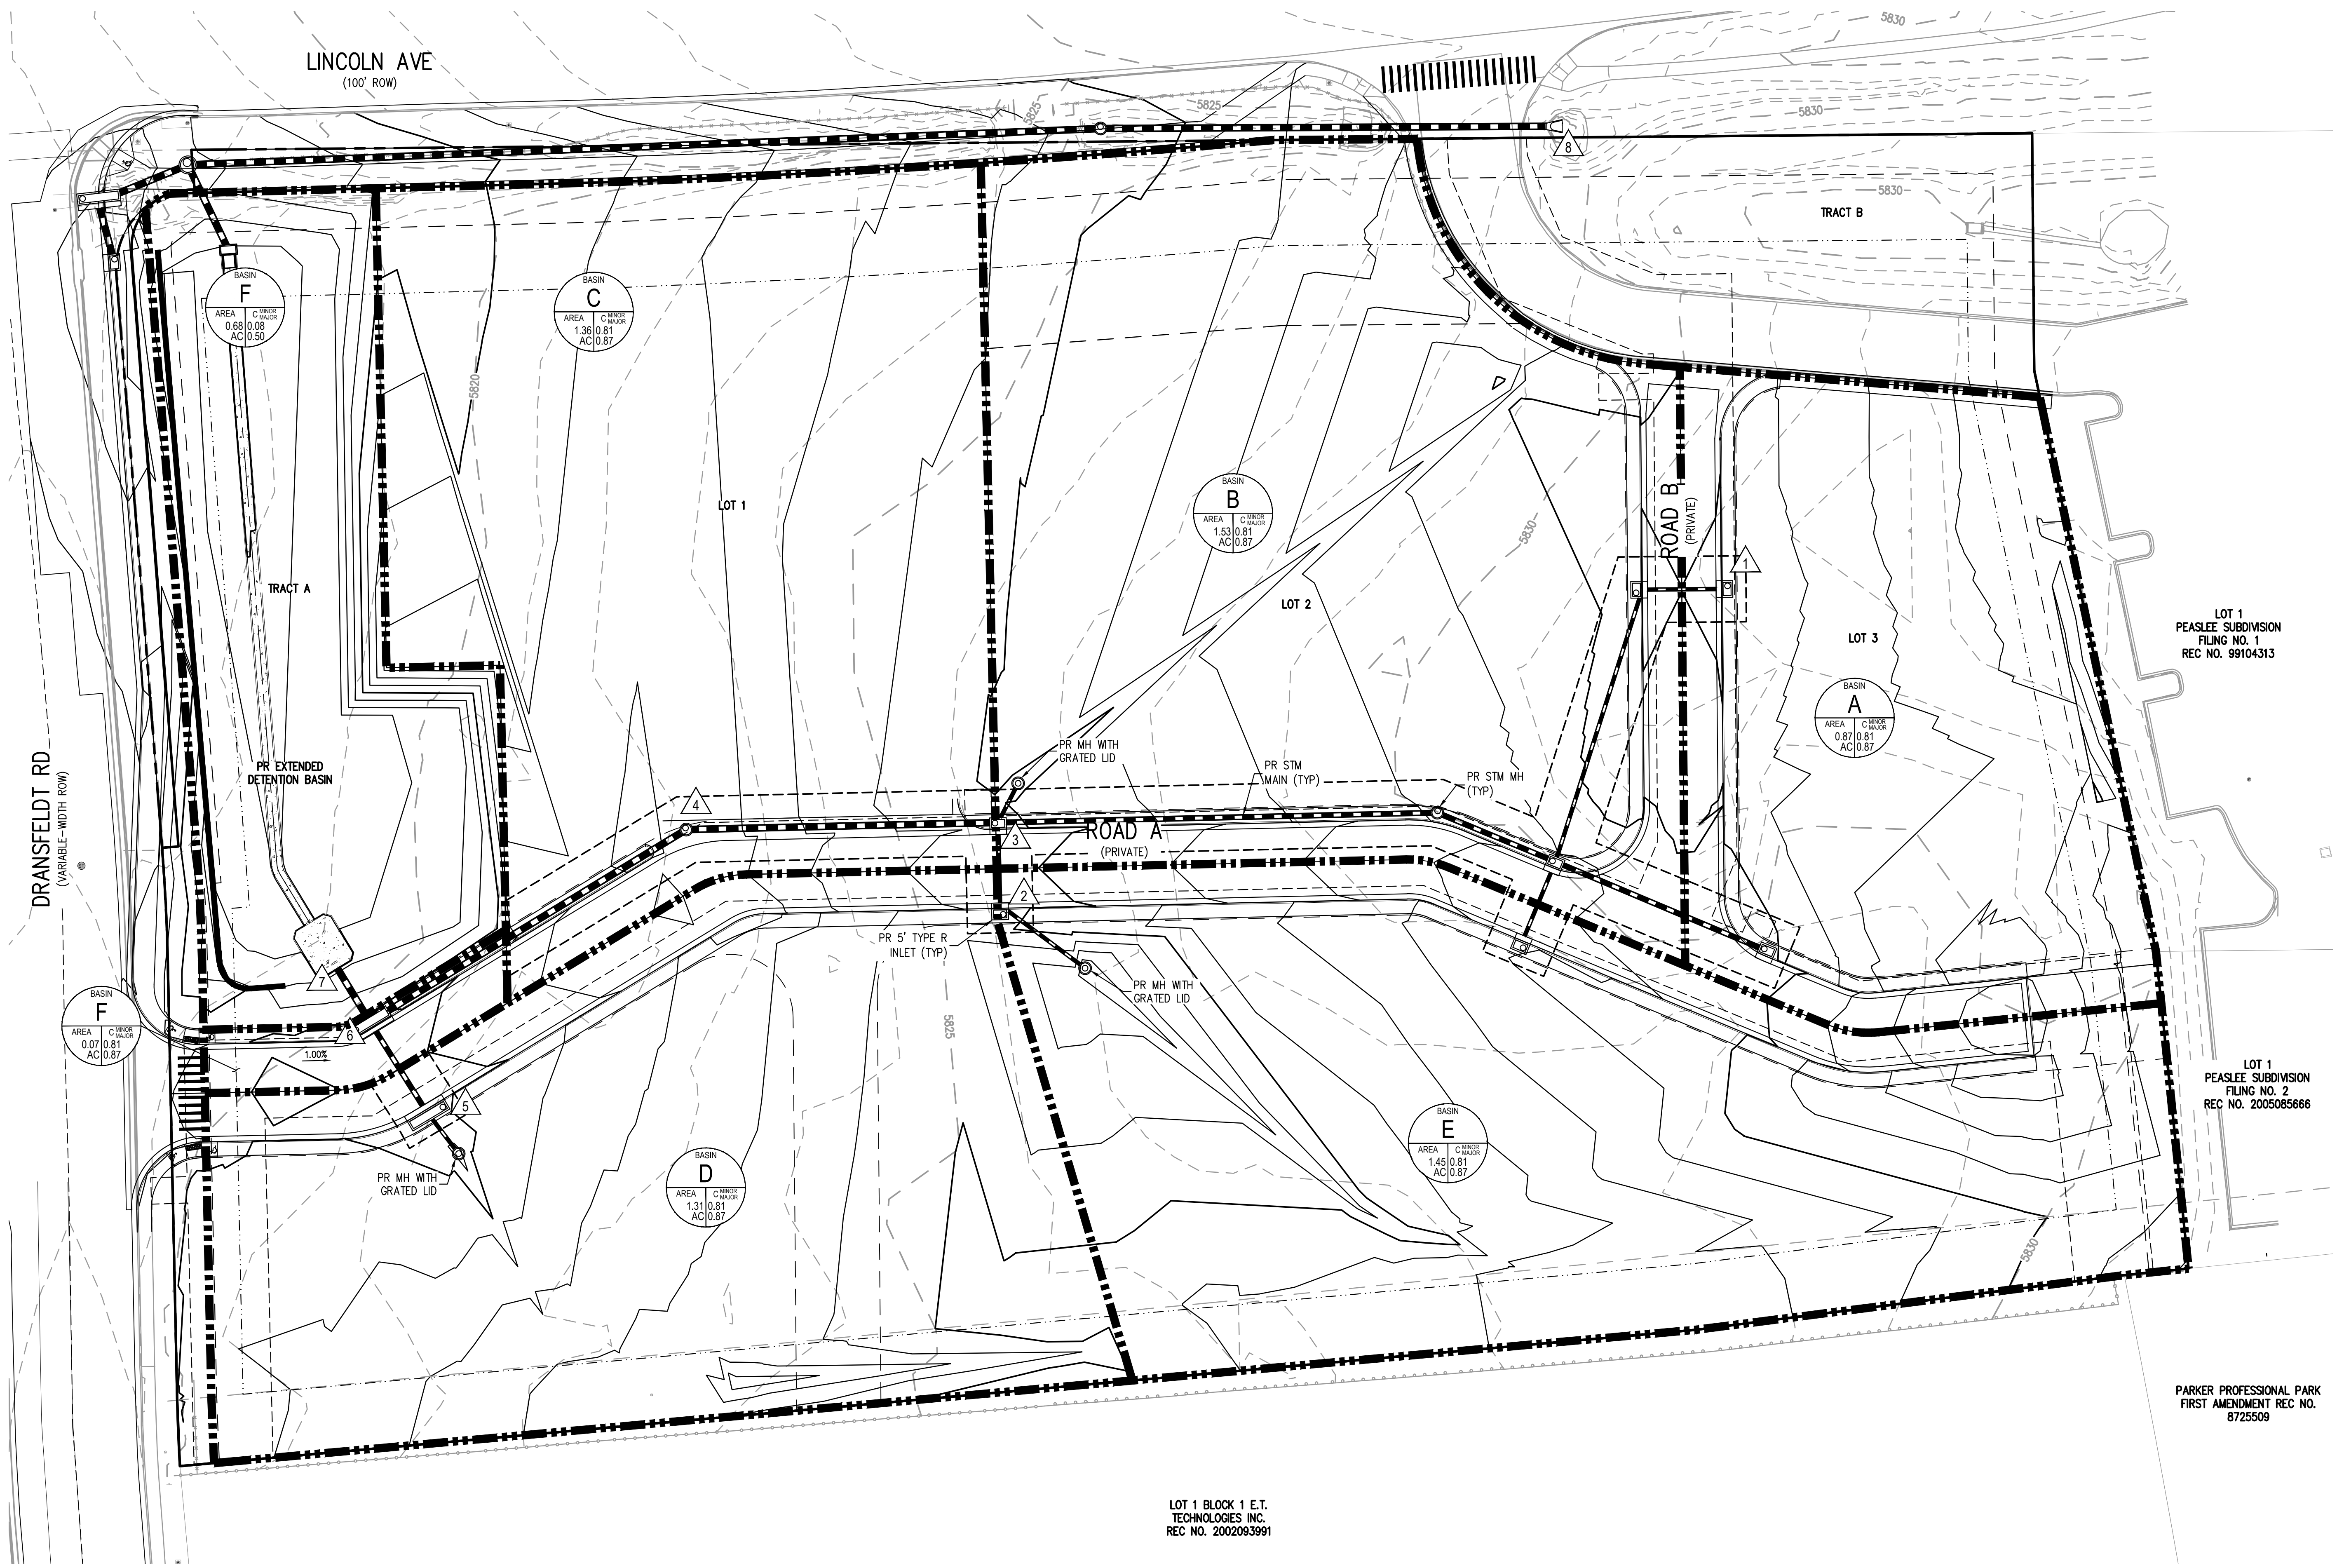 LINCOLN AVE
(100' ROW)
5830
5825
5825
5830
8
5830
TRACT B
BASIN
F
AREA
C MINOR
MAJOR
0.68 0.08
AC 0.50
BASIN
C
AREA
C MINOR
MAJOR
1.36 0.81
AC 0.87
5820
LOT 1
BASIN
B
AREA
C MINOR
MAJOR
1.53 0.81
AC 0.87
5830
ROAD B
(PRIVATE)
1
TRACT A
LOT 2
LOT 3
LOT 1
PEASLEE SUBDIVISION
FILING NO. 1
REC NO. 99104313
BASIN
A
AREA
C MINOR
MAJOR
0.87 0.81
AC 0.87
DRANSFELDT RD
(VARIABLE-WIDTH ROW)
PR EXTENDED
DETENTION BASIN
PR MH WITH
GRATED LID
PR STM
MAIN (TYP)
PR STM MH
(TYP)
4
3
ROAD A
(PRIVATE)
2
PR 5' TYPE R
INLET (TYP)
PR MH WITH
GRATED LID
7
BASIN
F
AREA
C MINOR
MAJOR
0.07 0.81
AC 0.87
6
1.00%
5825
5
PR MH WITH
GRATED LID
BASIN
D
AREA
C MINOR
MAJOR
1.31 0.81
AC 0.87
BASIN
E
AREA
C MINOR
MAJOR
1.45 0.81
AC 0.87
5830
LOT 1
PEASLEE SUBDIVISION
FILING NO. 2
REC NO. 2005085666
PARKER PROFESSIONAL PARK
FIRST AMENDMENT REC NO.
8725509
LOT 1 BLOCK 1 E.T.
TECHNOLOGIES INC.
REC NO. 2002093991